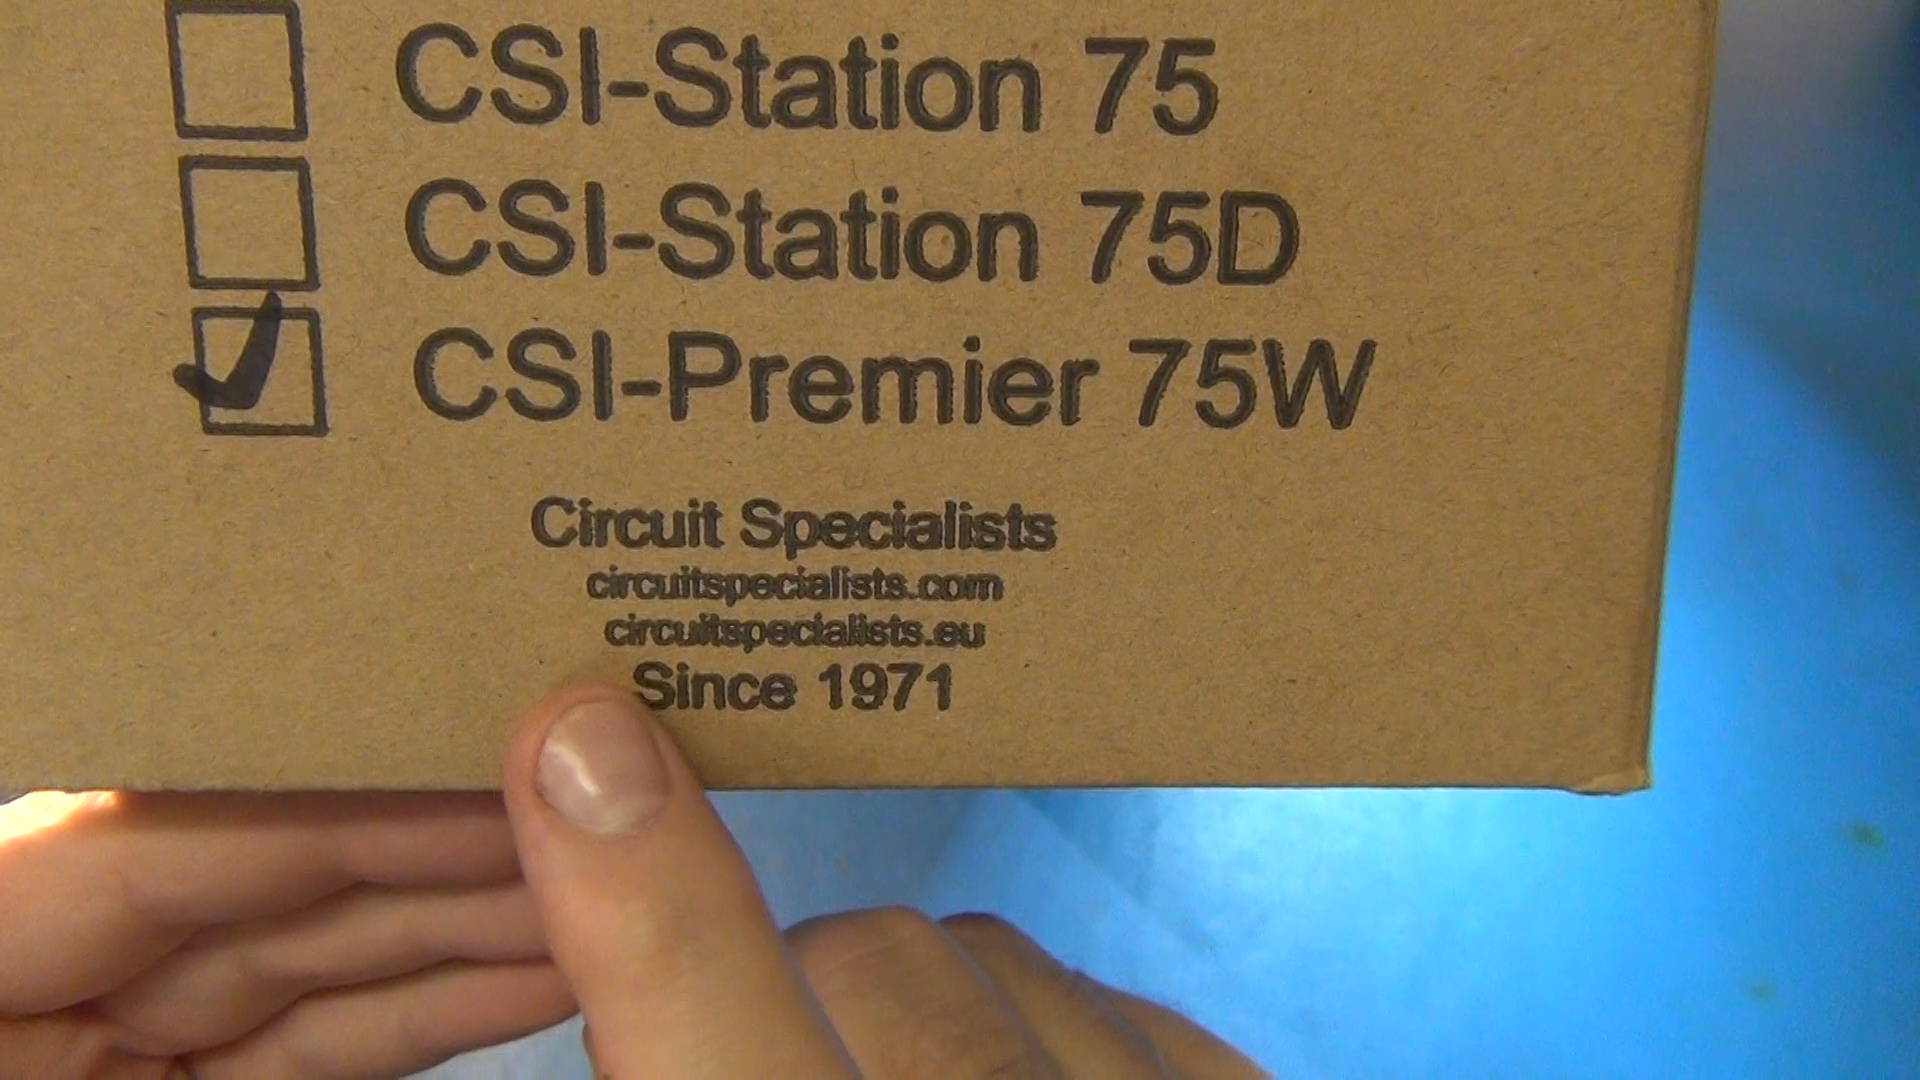 CSI-Station 75
CSI-Station 75D
CSI-Premier 75W
Circuit Specialists
circuitspecialists.com
circuitspecialists.eu
Since 1971